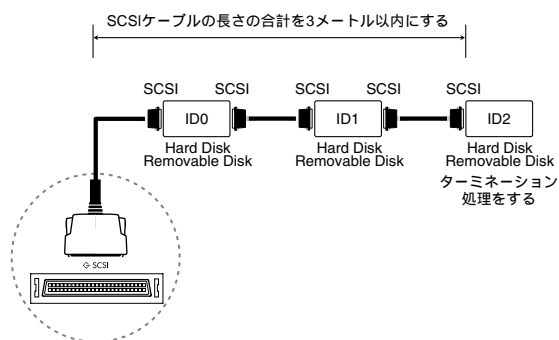 SCSIケーブルの長さの合計を3メートル以内にする
SCSI SCSI SCSI SCSI SCSI
ID0 ID1 ID2
Hard Disk Hard Disk Hard Disk
Removable Disk Removable Disk Removable Disk
ターミネーション
処理をする
SCSI